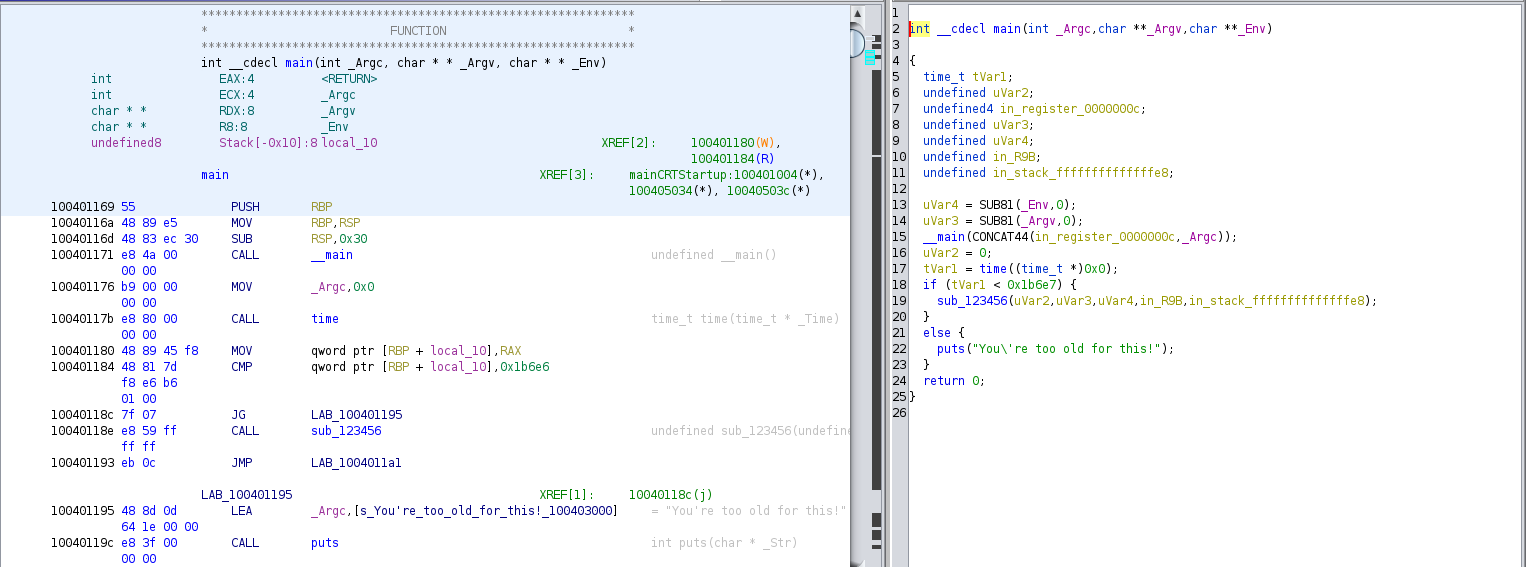 **************************************************************
* FUNCTION *
**************************************************************
int __cdecl main(int _Argc, char * * _Argv, char * * _Env)
int EAX:4 <RETURN>
int ECX:4 _Argc
char * * RDX:8 _Argv
char * * R8:8 _Env
undefined8 Stack[-0x10]:8 local_10 XREF[2]: 100401180(W),
100401184(R)
main XREF[3]: mainCRTStartup:100401004(*),
100405034(*), 10040503c(*)
100401169 55 PUSH RBP
10040116a 48 89 e5 MOV RBP,RSP
10040116d 48 83 ec 30 SUB RSP,0x30
100401171 e8 4a 00 CALL __main undefined __main()
00 00
100401176 b9 00 00 MOV _Argc,0x0
00 00
10040117b e8 80 00 CALL time time_t time(time_t * _Time)
00 00
100401180 48 89 45 f8 MOV qword ptr [RBP + local_10],RAX
100401184 48 81 7d CMP qword ptr [RBP + local_10],0x1b6e6
f8 e6 b6
01 00
10040118c 7f 07 JG LAB_100401195
10040118e e8 59 ff CALL sub_123456 undefined sub_123456(undefine
ff ff
100401193 eb 0c JMP LAB_1004011a1
LAB_100401195 XREF[1]: 10040118c(j)
100401195 48 8d 0d LEA _Argc,[s_You're_too_old_for_this!_100403000] = "You're too old for this!"
64 1e 00 00
10040119c e8 3f 00 CALL puts int puts(char * _Str)
00 00
1
2 int __cdecl main(int _Argc,char **_Argv,char **_Env)
3
4 {
5 time_t tVar1;
6 undefined uVar2;
7 undefined4 in_register_0000000c;
8 undefined uVar3;
9 undefined uVar4;
10 undefined in_R9B;
11 undefined in_stack_ffffffffffffffe8;
12
13 uVar4 = SUB81(_Env,0);
14 uVar3 = SUB81(_Argv,0);
15 __main(CONCAT44(in_register_0000000c,_Argc));
16 uVar2 = 0;
17 tVar1 = time((time_t *)0x0);
18 if (tVar1 < 0x1b6e7) {
19 sub_123456(uVar2,uVar3,uVar4,in_R9B,in_stack_ffffffffffffffe8);
20 }
21 else {
22 puts("You\'re too old for this!");
23 }
24 return 0;
25 }
26